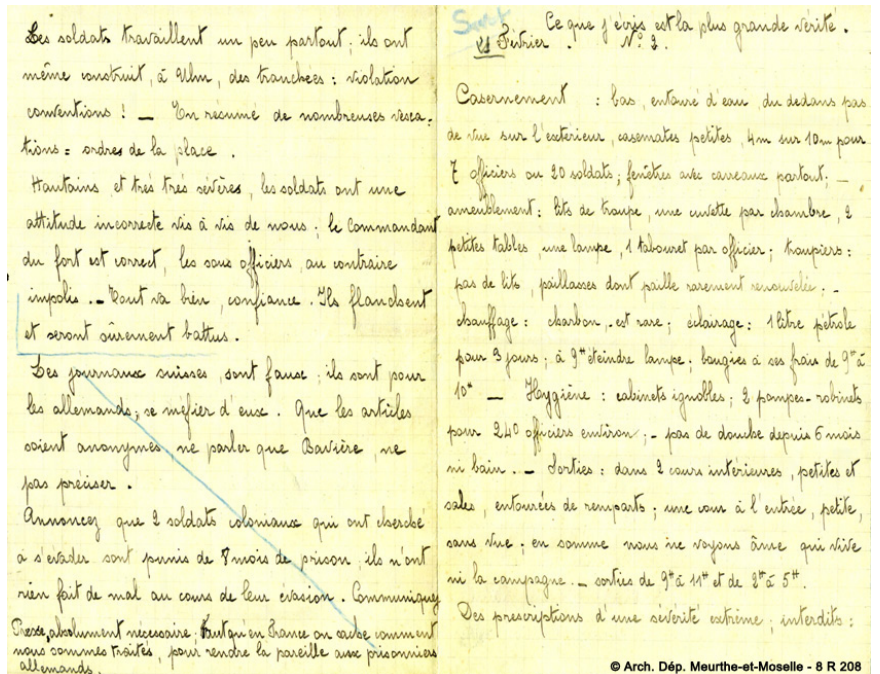 Les soldats travaillent un peu partout; ils ont
même construit, à Ulm, des tranchées : violation
conventions ! — En résumé de nombreuses vexa-
tions = ordres de la place.
Hautains et très très sévères, les soldats ont une
attitude incorrecte vis à vis de nous ; le Commandant
du fort est correct, les sous officiers, au contraire
impolis. — Tout va bien, confiance. Ils flanchent
et seront sûrement battus.
Les journaux suisses, sont faux ; ils sont pour
les allemands, se méfier d'eux. Que les articles
soient anonymes ne parler que Bavière, ne
pas préciser.
Annoncez que 2 soldats coloniaux qui ont cherché
à s'évader sont punis de 8 mois de prison, ils n'ont
rien fait de mal au cours de leur évasion. Communiquez
Presse, absolument nécessaire; faut qu'en France on sache comment
nous sommes traités, pour rendre la pareille aux prisonniers
allemands.
Ce que j'écris est la plus grande vérité.
Février. N° 2.
Casernement : bas, entouré d'eau, du dedans pas
de vue sur l'extérieur, casemates petites, 4m sur 10m pour
7 officiers ou 20 soldats; fenêtres avec carreaux partout; —
ameublement: lits de troupe, une cuvette par chambre, 2
petites tables, une lampe, 1 tabouret par officier; troupiers :
pas de lits, paillasses dont paille rarement renouvelée; -
chauffage : charbon, est rare; éclairage: 1 litre pétrole
pour 3 jours; à 9H éteindre lampe; bougies à ses frais de 9H à
10H — Hygiène : cabinets ignobles; 2 pompes-robinets
pour 240 officiers environ; - pas de douche depuis 6 mois
ni bain. — Sorties : dans 2 cours intérieures, petites et
sales, entourées de remparts; une cour à l'entrée, petite,
sans vue; en somme nous ne voyons âme qui vive
ni la campagne. — sorties de 9H à 11H et de 2H à 5H.
Des prescriptions d'une sévérité extrême; interdits :
© Arch. Dép. Meurthe-et-Moselle - 8 R 208